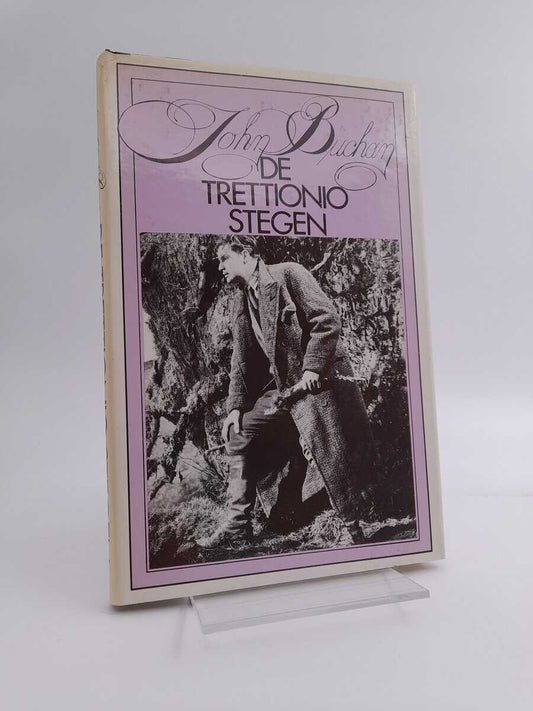 John Buchan
DE
TRETTIONIO
STEGEN